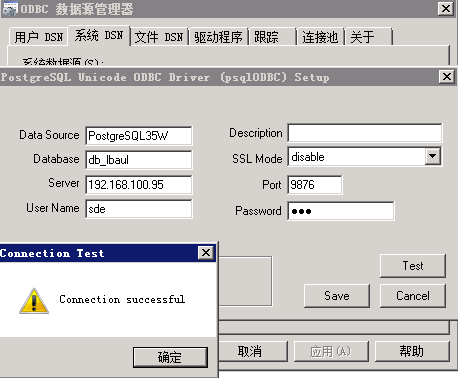 ODBC 数据源管理器
用户 DSN 系统 DSN 文件 DSN 驱动程序 跟踪 连接池 关于
系统数据源(S):
PostgreSQL Unicode ODBC Driver (psqlODBC) Setup
Data Source PostgreSQL35W
Description
Database db_lbaul
SSL Mode disable
Server 192.168.100.95
Port 9876
User Name sde
Password ●●●
Connection Test
Connection successful
确定
Test
Save Cancel
取消 应用(A) 帮助